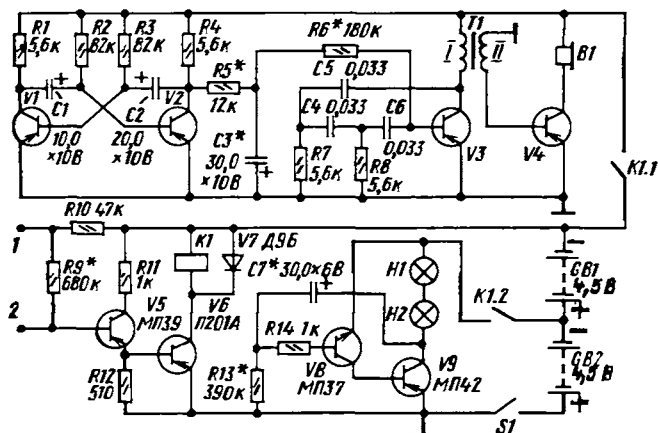 R1
5,6к
R2
82к
R3
82к
R4
5,6к
R6* 180к
C5 0,033
T1
I
II
B1
V1
C1
10,0
×10В
C2
20,0
×10В
V2
R5*
12к
C3*
30,0
×10В
C4 0,033
C6
0,033
R7
5,6к
R8
5,6к
V3
V4
K1.1
1
R10 47к
R9*
680к
R11
1к
2
V5
МП39
R12
510
K1
V6
П201А
V7 Д9Б
C7* 30,0×6В
R14 1к
R13*
390к
V8
МП37
H1
H2
V9
МП42
K1.2
S1
GB1
4,5В
GB2
4,5В